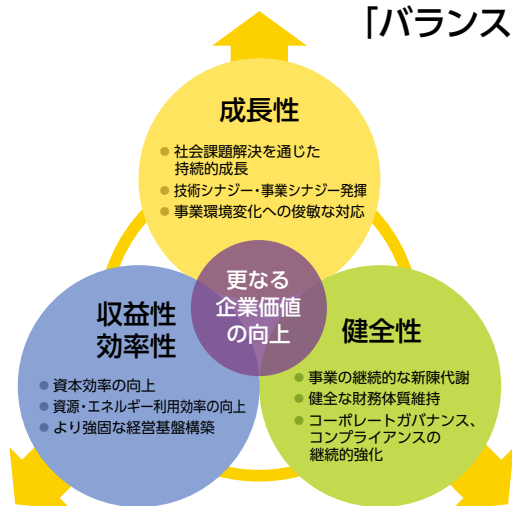 「バランス
成長性
● 社会課題解決を通じた
持続的成長
● 技術シナジー・事業シナジー発揮
● 事業環境変化への俊敏な対応
更なる
企業価値
の向上
収益性
効率性
● 資本効率の向上
● 資源・エネルギー利用効率の向上
● より強固な経営基盤構築
健全性
● 事業の継続的な新陳代謝
● 健全な財務体質維持
● コーポレートガバナンス、
コンプライアンスの
継続的強化